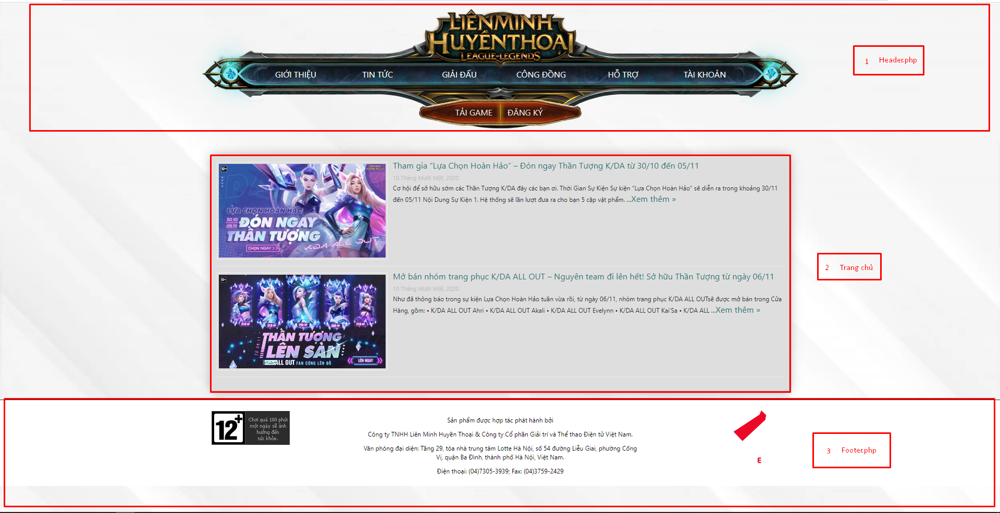 LIÊNMINH
HUYỀNTHOẠI
LEAGUE OF LEGENDS
GIỚI THIỆU
TIN TỨC
GIẢI ĐẤU
CÔNG ĐỒNG
HỖ TRỢ
TÀI KHOẢN
TẢI GAME
ĐĂNG KÝ
1 Header.php
12+
LIÊNMINH
HUYỀN THOẠI
LỰA CHỌN HOÀN HẢO
30.10
05.11
ĐÓN NGAY
THẦN TƯỢNG
CHỌN NGAY >>
K/DA ALL OUT
Tham gia “Lựa Chọn Hoàn Hảo” – Đón ngay Thần Tượng K/DA từ 30/10 đến 05/11
10 Tháng Mười Một, 2020
Cơ hội để sở hữu sớm các Thần Tượng K/DA đây các bạn ơi. Thời Gian Sự Kiện Sự kiện “Lựa Chọn Hoàn Hảo” sẽ diễn ra trong khoảng 30/11
đến 05/11 Nội Dung Sự Kiện 1. Hệ thống sẽ lần lượt đưa ra cho bạn 5 cặp vật phẩm. ...Xem thêm »
2 Trang chủ
12+
THẦN TƯỢNG
LÊN SÀN
K/DA ALL OUT FAN CỨNG LÊN ĐỒ
LÊN NGAY
Mở bán nhóm trang phục K/DA ALL OUT – Nguyên team đi lên hết! Sở hữu Thần Tượng từ ngày 06/11
10 Tháng Mười Một, 2020
Như đã thông báo trong sự kiện Lựa Chọn Hoàn Hảo tuần vừa rồi, từ ngày 06/11, nhóm trang phục K/DA ALL OUTsẽ được mở bán trong Cửa
Hàng, gồm: • K/DA ALL OUT Ahri • K/DA ALL OUT Akali • K/DA ALL OUT Evelynn • K/DA ALL OUT Kai’Sa • K/DA ALL ...Xem thêm »
12+
Chơi quá 180 phút
một ngày sẽ ảnh
hưởng đến
sức khỏe.
Sản phẩm được hợp tác phát hành bởi
Công ty TNHH Liên Minh Huyền Thoại & Công ty Cổ phần Giải trí và Thể thao Điện tử Việt Nam.
Văn phòng đại diện: Tầng 29, tòa nhà trung tâm Lotte Hà Nội, số 54 đường Liễu Giai, phường Cống
Vị, quận Ba Đình, thành phố Hà Nội, Việt Nam.
Điện thoại: (04)7305-3939; Fax: (04)3759-2429
E
3 Footer.php